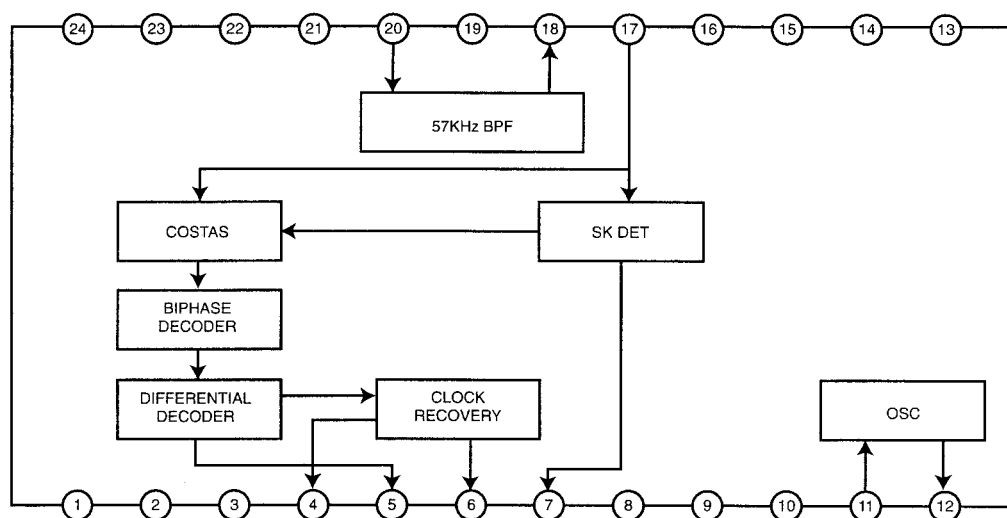 24 23 22 21 20 19 18 17 16 15 14 13
57KHz BPF
COSTAS
SK DET
BIPHASE
DECODER
DIFFERENTIAL
DECODER
CLOCK
RECOVERY
OSC
1 2 3 4 5 6 7 8 9 10 11 12